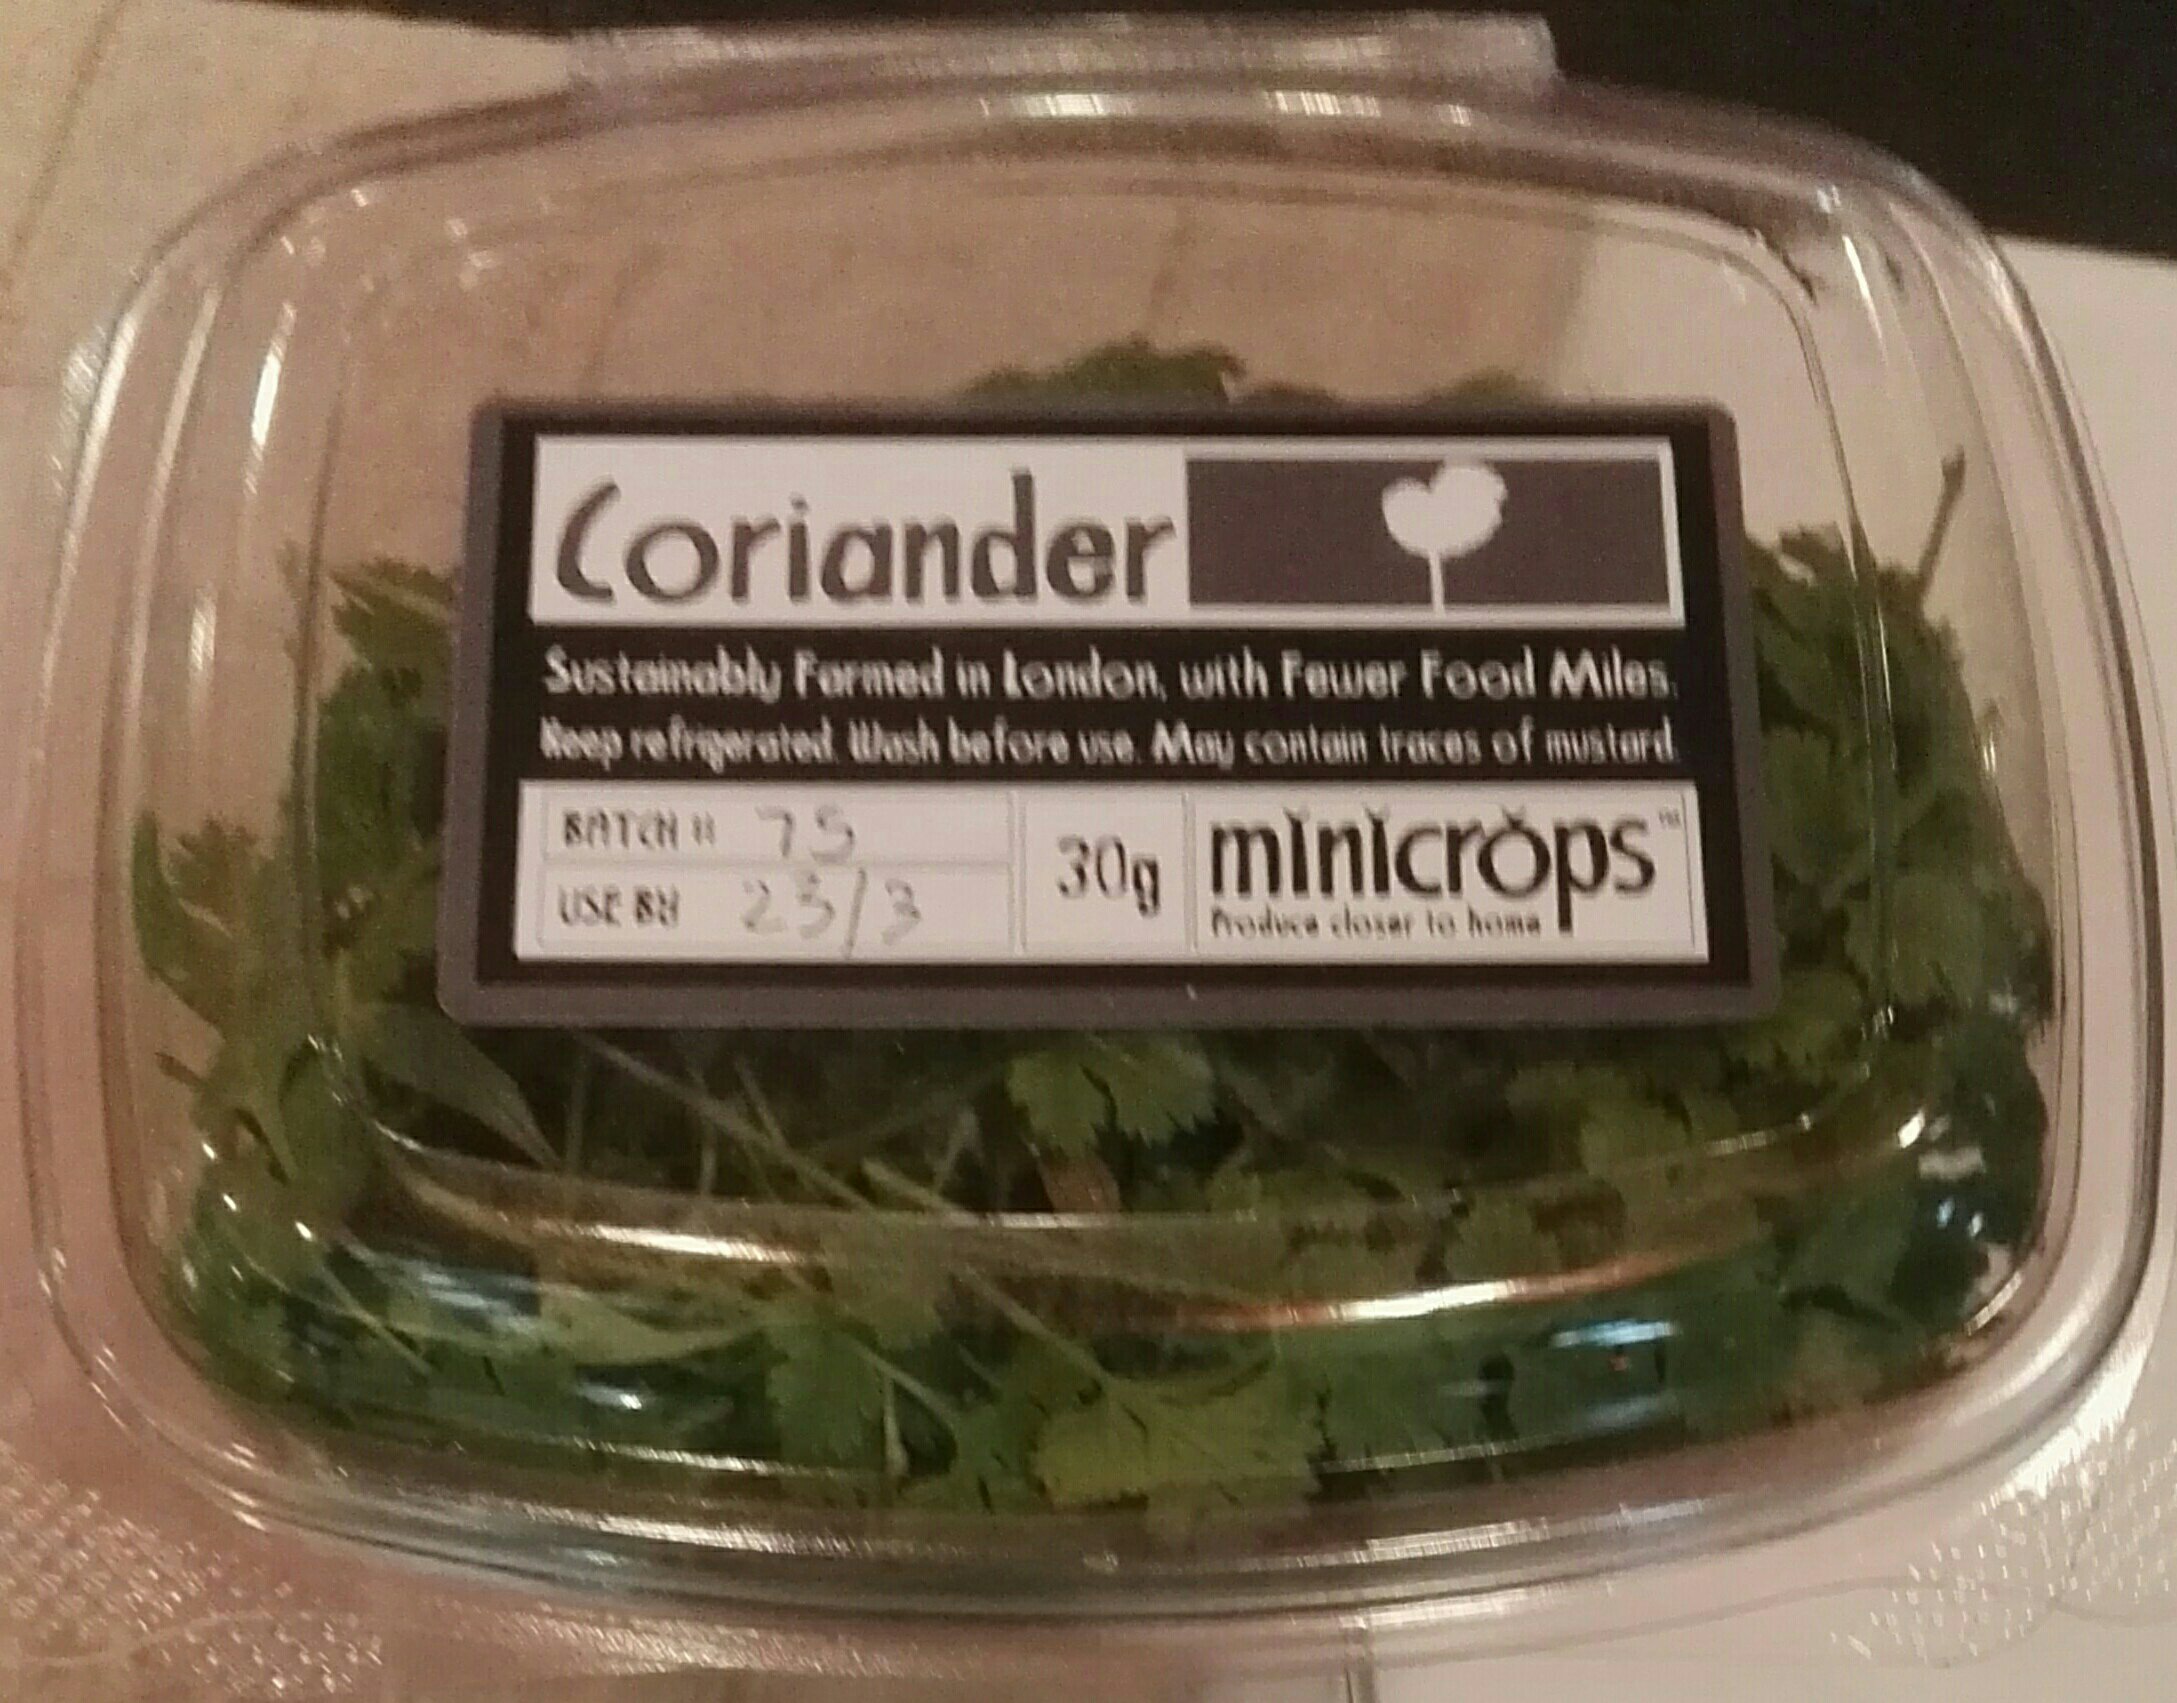 Coriander
Sustainably Farmed in London, with Fewer Food Miles.
Keep refrigerated. Wash before use. May contain traces of mustard.
BATCH # 75
USE BY 23/3
30g
minicrops™
Produce closer to home